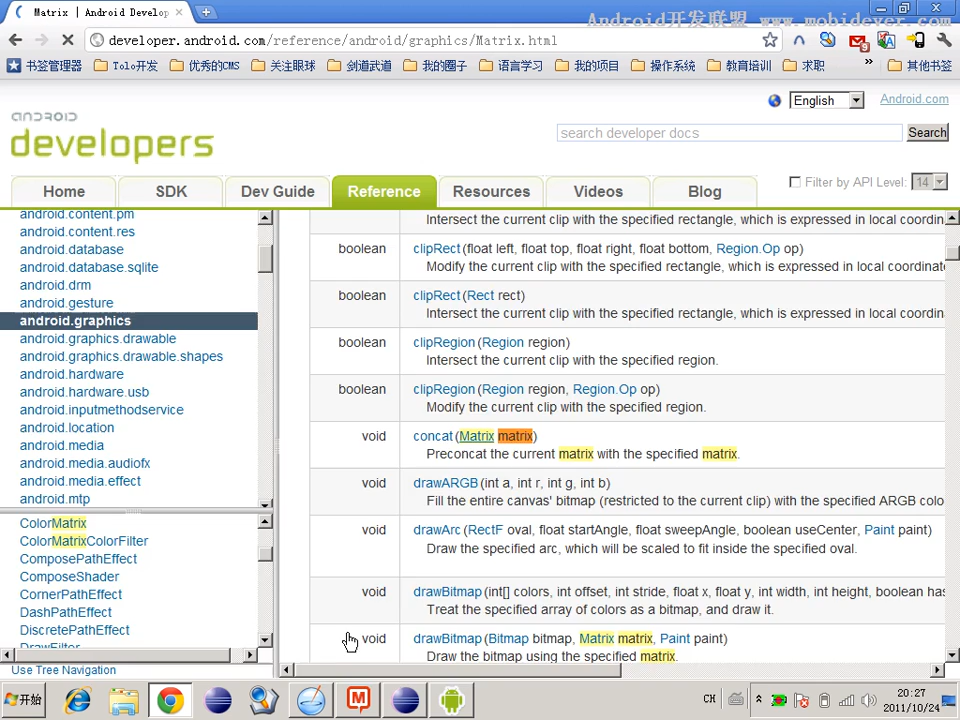 Matrix | Android Develop
Android开发联盟 www.mobidever.com
developer.android.com/reference/android/graphics/Matrix.html
书签管理器 Tolo开发 优秀的CMS 关注眼球 剑道武道 我的圈子 语言学习 我的项目 操作系统 教育培训 求职 » 其他书签
English Android.com
android
developers
search developer docs Search
Home SDK Dev Guide Reference Resources Videos Blog Filter by API Level: 14
android.content.pm
android.content.res
android.database
android.database.sqlite
android.drm
android.gesture
android.graphics
android.graphics.drawable
android.graphics.drawable.shapes
android.hardware
android.hardware.usb
android.inputmethodservice
android.location
android.media
android.media.audiofx
android.media.effect
android.mtp
ColorMatrix
ColorMatrixColorFilter
ComposePathEffect
ComposeShader
CornerPathEffect
DashPathEffect
DiscretePathEffect
DrawFilter
Use Tree Navigation
Intersect the current clip with the specified rectangle, which is expressed in local coordin
boolean clipRect(float left, float top, float right, float bottom, Region.Op op)
Modify the current clip with the specified rectangle, which is expressed in local coordinate
boolean clipRect(Rect rect)
Intersect the current clip with the specified rectangle, which is expressed in local coordin
boolean clipRegion(Region region)
Intersect the current clip with the specified region.
boolean clipRegion(Region region, Region.Op op)
Modify the current clip with the specified region.
void concat(Matrix matrix)
Preconcat the current matrix with the specified matrix.
void drawARGB(int a, int r, int g, int b)
Fill the entire canvas' bitmap (restricted to the current clip) with the specified ARGB colo
void drawArc(RectF oval, float startAngle, float sweepAngle, boolean useCenter, Paint paint)
Draw the specified arc, which will be scaled to fit inside the specified oval.
void drawBitmap(int[] colors, int offset, int stride, float x, float y, int width, int height, boolean has
Treat the specified array of colors as a bitmap, and draw it.
void drawBitmap(Bitmap bitmap, Matrix matrix, Paint paint)
Draw the bitmap using the specified matrix.
开始 CH 20:27
2011/10/24